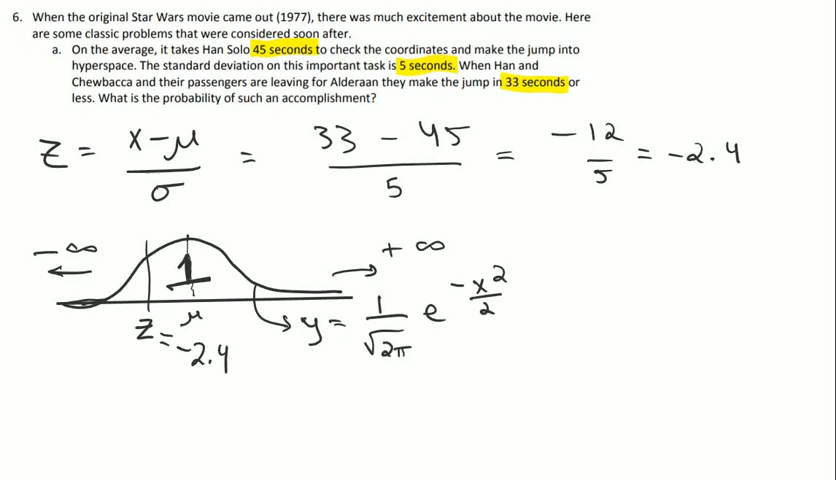 6. When the original Star Wars movie came out (1977), there was much excitement about the movie. Here
are some classic problems that were considered soon after.
a. On the average, it takes Han Solo 45 seconds to check the coordinates and make the jump into
hyperspace. The standard deviation on this important task is 5 seconds. When Han and
Chewbacca and their passengers are leaving for Alderaan they make the jump in 33 seconds or
less. What is the probability of such an accomplishment?
z = (x-μ)/σ = (33 - 45)/5 = -12/5 = -2.4
-∞ 1 +∞
μ
z = -2.4
y = 1/√2π e^(-x²/2)